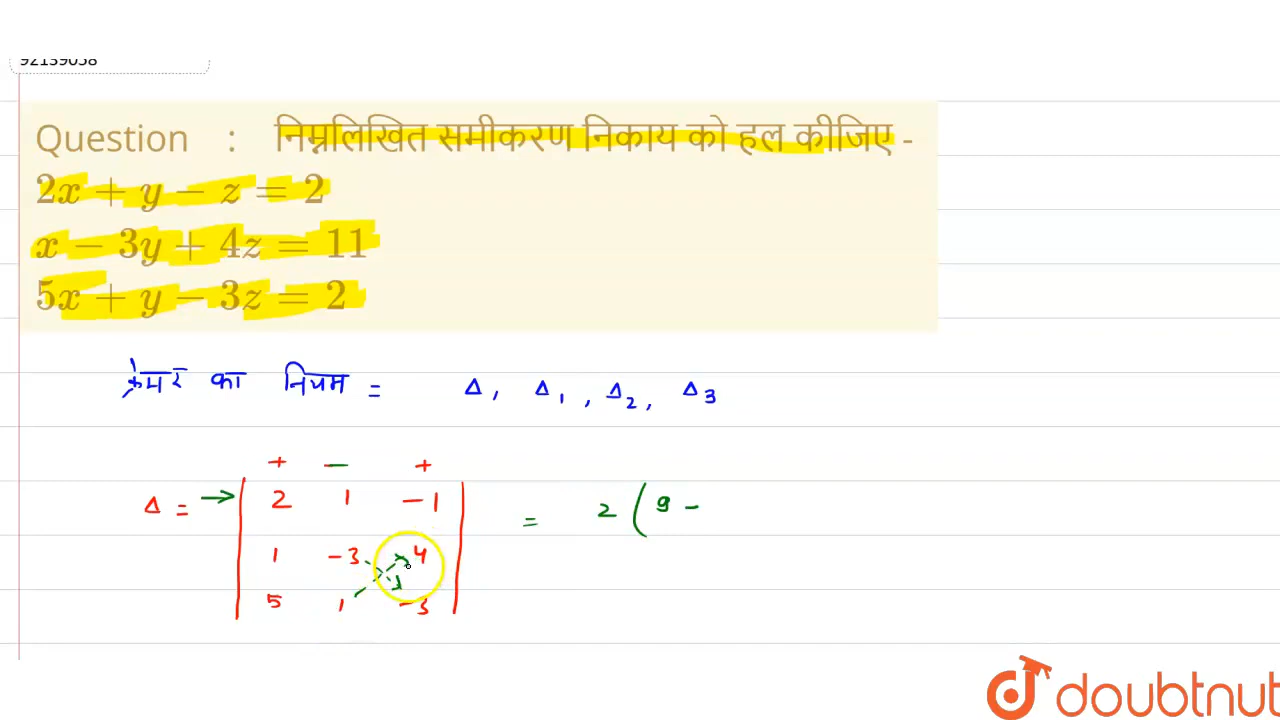 92139058
Question : निम्नलिखित समीकरण निकाय को हल कीजिए -
2x + y − z = 2
x − 3y + 4z = 11
5x + y − 3z = 2
क्रेमर का नियम = Δ, Δ1, Δ2, Δ3
+ − +
Δ = → | 2 1 −1 | = 2 ( 9 −
1 −3 4
5 1 −3
doubtnut